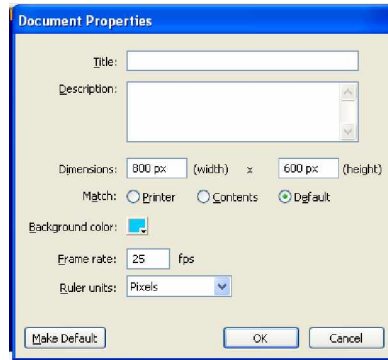 Document Properties
Title:
Description:
Dimensions: 800 px (width) x 600 px (height)
Match: Printer Contents Default
Background color:
Frame rate: 25 fps
Ruler units: Pixels
Make Default OK Cancel